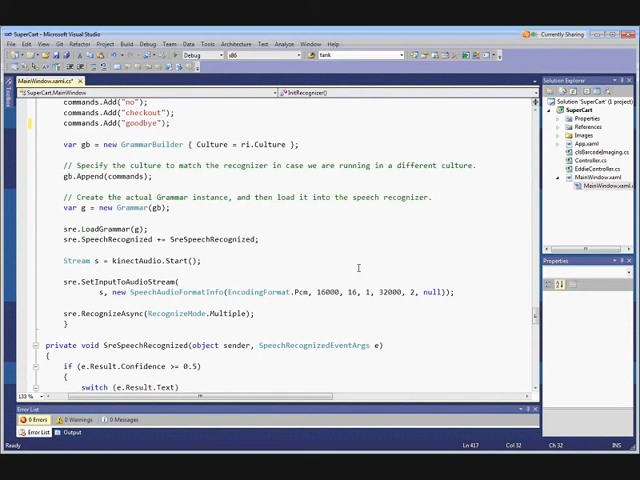 SuperCart - Microsoft Visual Studio
Currently Sharing
File Edit View Refactor Project Build Debug Team Data Tools Architecture Test Analyze Window Help
Debug x86 tank
MainWindow.xaml.cs*
SuperCart.MainWindow InitRecognizer()
commands.Add("no");
commands.Add("checkout");
commands.Add("goodbye");
var gb = new GrammarBuilder { Culture = ri.Culture };
// Specify the culture to match the recognizer in case we are running in a different culture.
gb.Append(commands);
// Create the actual Grammar instance, and then load it into the speech recognizer.
var g = new Grammar(gb);
sre.LoadGrammar(g);
sre.SpeechRecognized += SreSpeechRecognized;
Stream s = kinectAudio.Start();
sre.SetInputToAudioStream(
s, new SpeechAudioFormatInfo(EncodingFormat.Pcm, 16000, 16, 1, 32000, 2, null));
sre.RecognizeAsync(RecognizeMode.Multiple);
}
private void SreSpeechRecognized(object sender, SpeechRecognizedEventArgs e)
{
if (e.Result.Confidence >= 0.5)
{
switch (e.Result.Text)
133 %
Error List
0 Errors 0 Warnings 0 Messages
Error List Output
Ready Ln 417 Col 32 Ch 32 INS
Toolbox
Solution Explorer
Solution 'SuperCart' (1 project)
SuperCart
Properties
References
Images
App.xaml
clsBarcodeImaging.cs
Controller.cs
EddieController.cs
MainWindow.xaml
MainWindow.xaml.cs
Properties